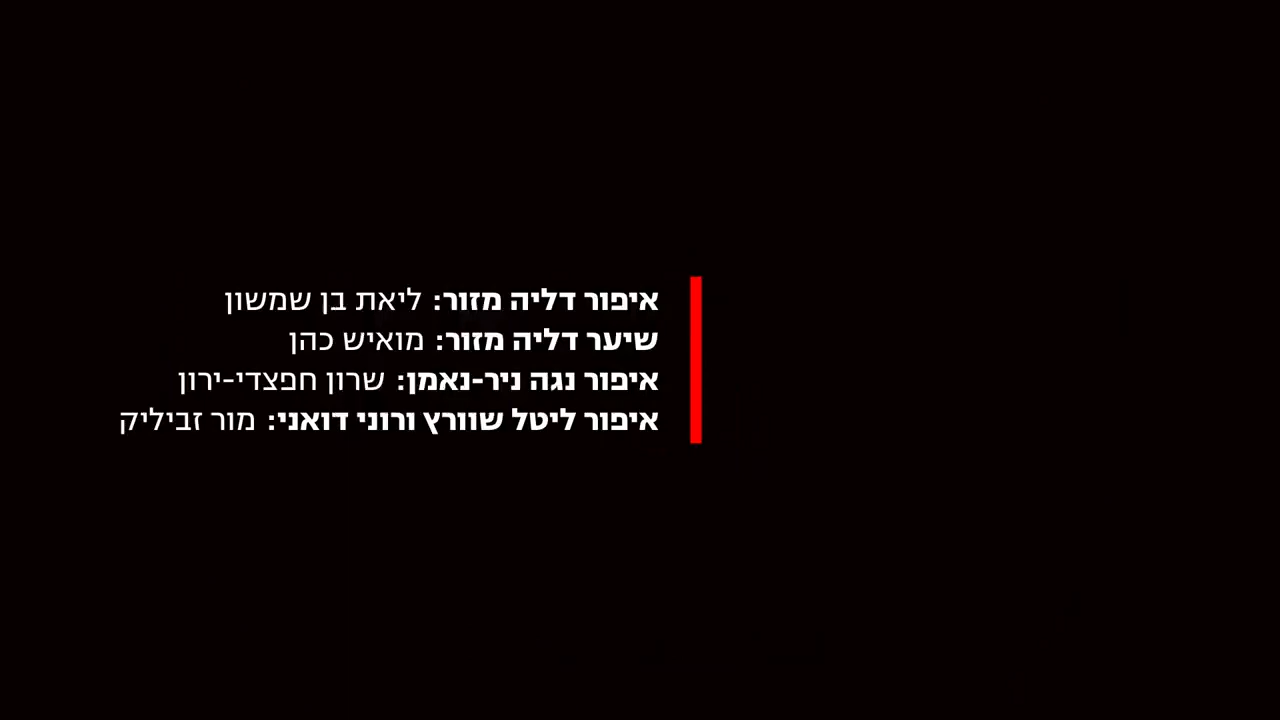 איפור דליה מזור: ליאת בן שמשון
שיער דליה מזור: מואיש כהן
איפור נגה ניר-נאמן: שרון חפצדי-ירון
איפור ליטל שוורץ ורוני דואני: מור זביליק